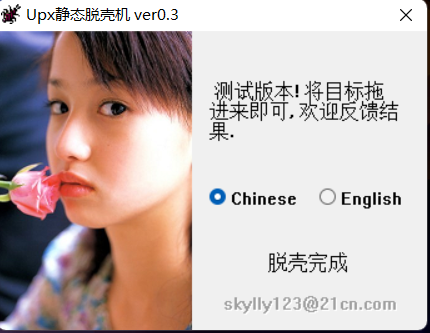 Upx静态脱壳机 ver0.3
测试版本! 将目标拖
进来即可, 欢迎反馈结
果.
Chinese English
脱壳完成
skylly123@21cn.com